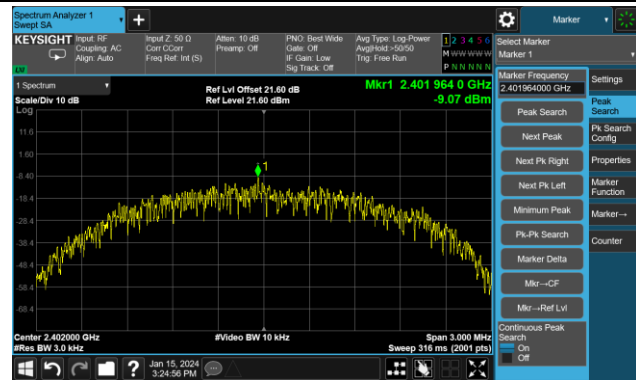 Spectrum Analyzer 1
Swept SA
+
Marker
KEYSIGHT
Input: RF
Coupling: AC
Align: Auto
Input Z: 50 Ω
Corr CCorr
Freq Ref: Int (S)
Atten: 10 dB
Preamp: Off
PNO: Best Wide
Gate: Off
IF Gain: Low
Sig Track: Off
Avg Type: Log-Power
Avg|Hold:>50/50
Trig: Free Run
1 2 3 4 5 6
M W W W W W
P N N N N N
Select Marker
Marker 1
1 Spectrum
Scale/Div 10 dB
Log
Ref Lvl Offset 21.60 dB
Ref Level 21.60 dBm
Mkr1 2.401 964 0 GHz
-9.07 dBm
11.6
1.60
-8.40
-18.4
-28.4
-38.4
-48.4
-58.4
-68.4
1
Center 2.402000 GHz
#Res BW 3.0 kHz
#Video BW 10 kHz
Span 3.000 MHz
Sweep 316 ms (2001 pts)
Marker Frequency
2.401964000 GHz
Peak Search
Next Peak
Next Pk Right
Next Pk Left
Minimum Peak
Pk-Pk Search
Marker Delta
Mkr→CF
Mkr→Ref Lvl
Continuous Peak
Search
On
Off
Settings
Peak
Search
Pk Search
Config
Properties
Marker
Function
Marker→
Counter
?
Jan 15, 2024
3:24:56 PM